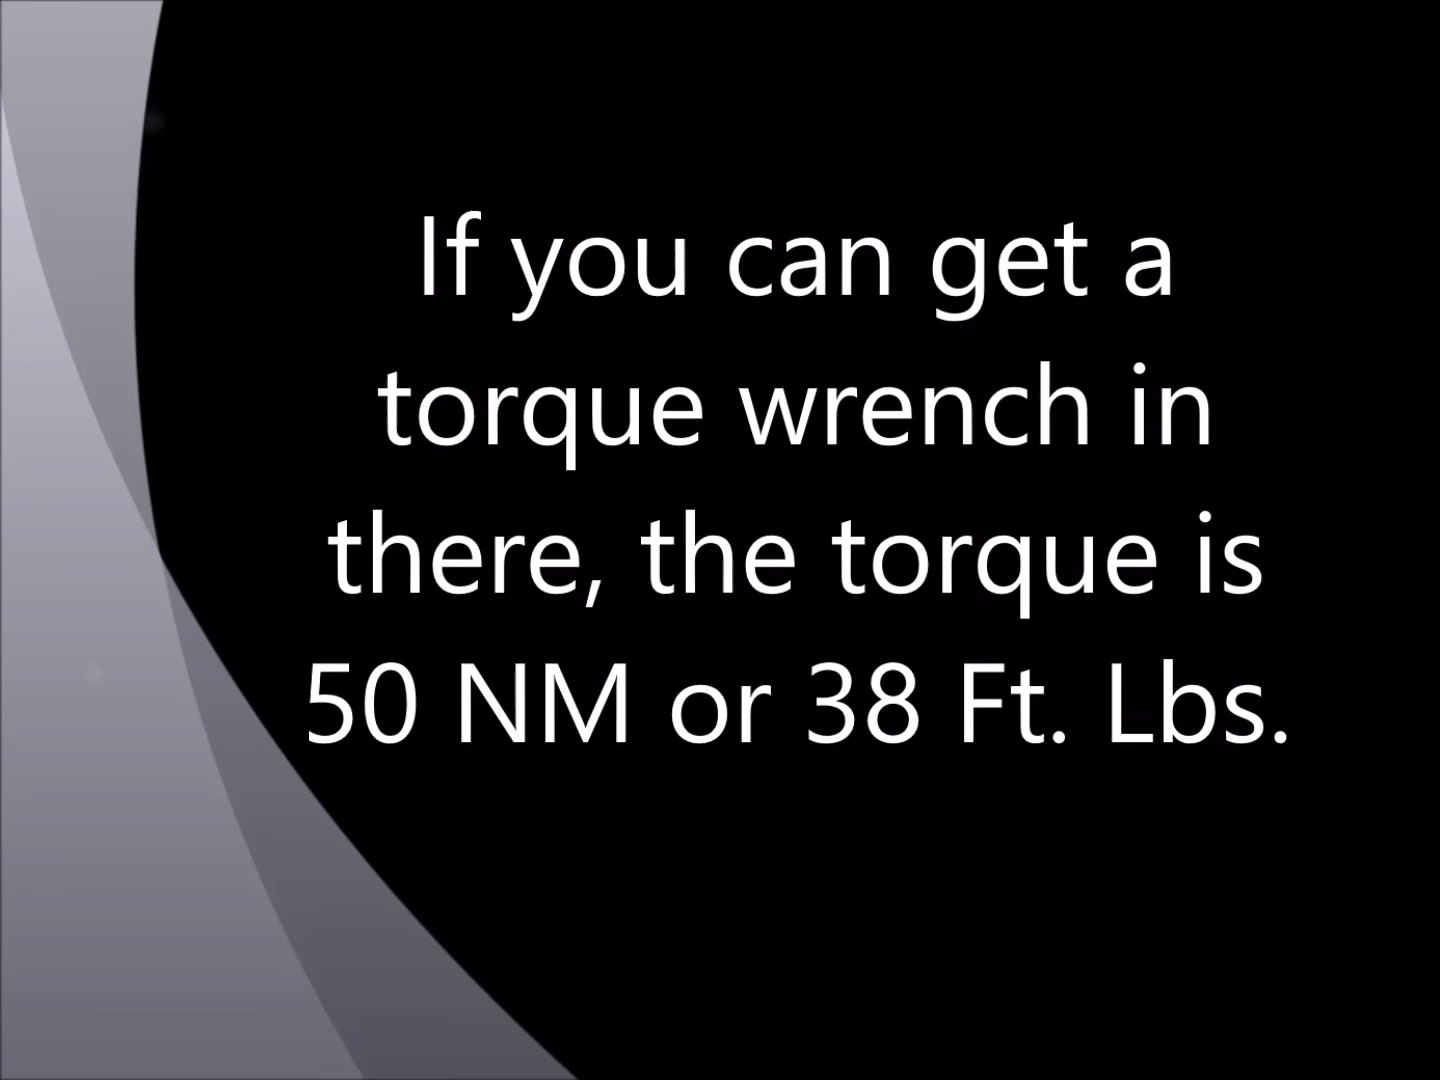 If you can get a
torque wrench in
there, the torque is
50 NM or 38 Ft. Lbs.